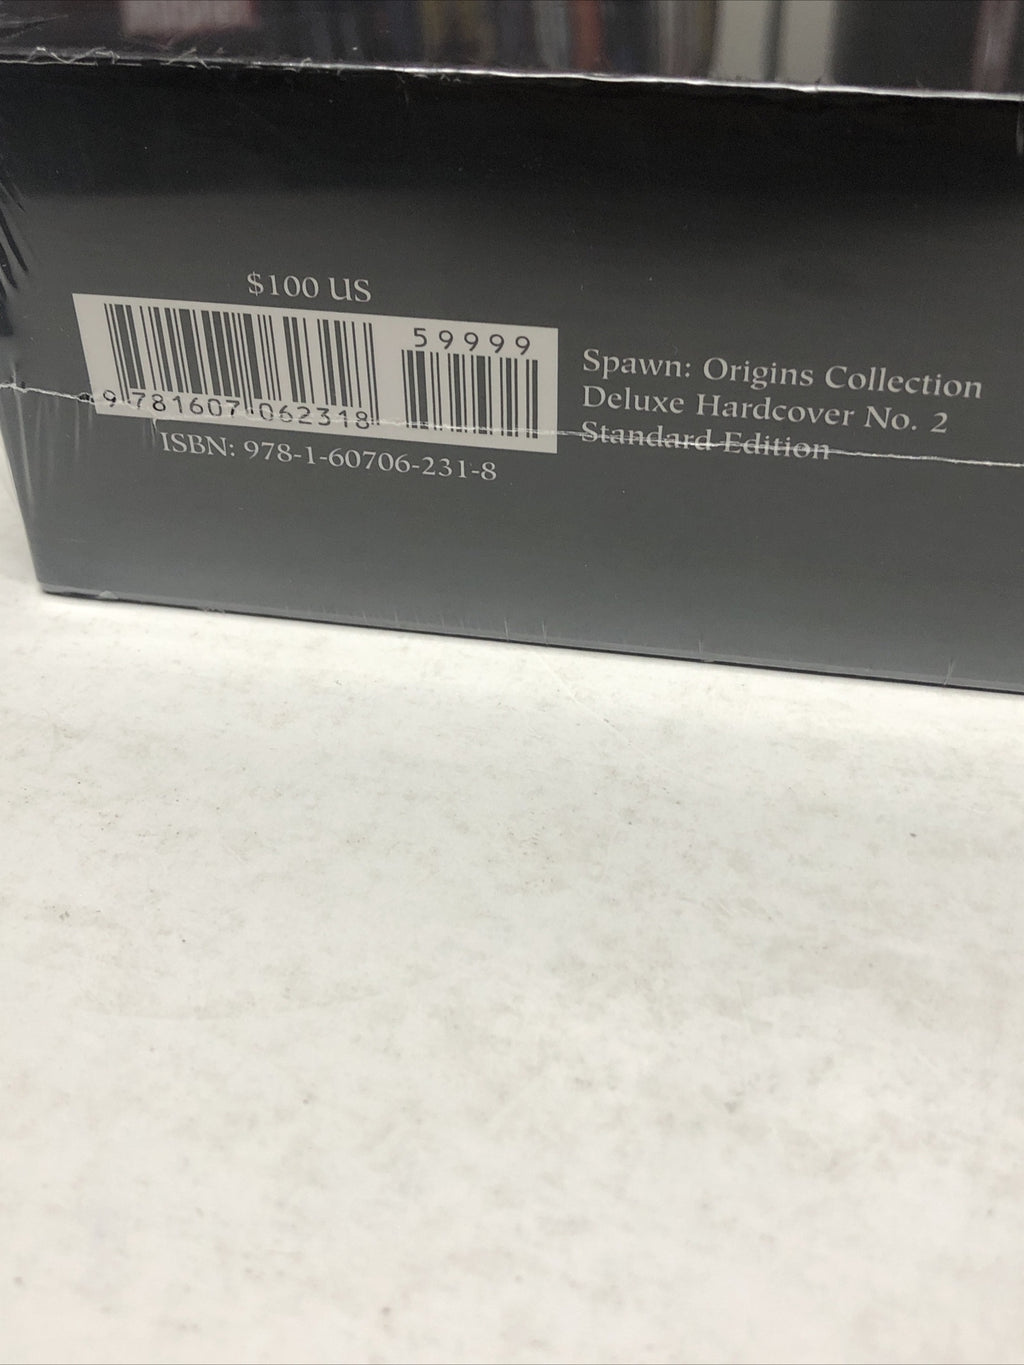 $100 US
59999
9 781607 062318
ISBN: 978-1-60706-231-8
Spawn: Origins Collection
Deluxe Hardcover No. 2
Standard Edition